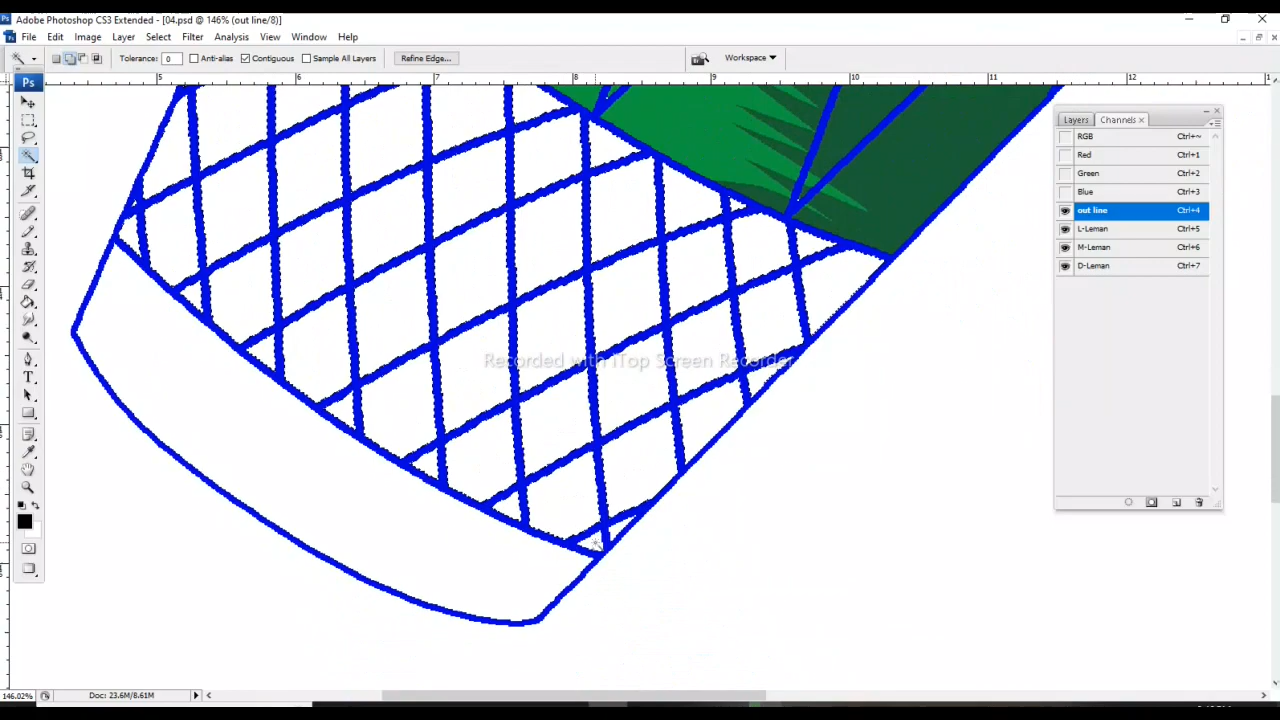 Adobe Photoshop CS3 Extended - [04.psd @ 146% (out line/8)]
File Edit Image Layer Select Filter Analysis View Window Help
Tolerance: 0 Anti-alias Contiguous Sample All Layers Refine Edge... Workspace
Ps
5 6 7 8 9 10 11 12 1
Layers Channels x
RGB Ctrl+~
Red Ctrl+1
Green Ctrl+2
Blue Ctrl+3
out line Ctrl+4
L-Leman Ctrl+5
M-Leman Ctrl+6
D-Leman Ctrl+7
Recorded with iTop Screen Recorder
146.02% Doc: 23.6M/8.61M